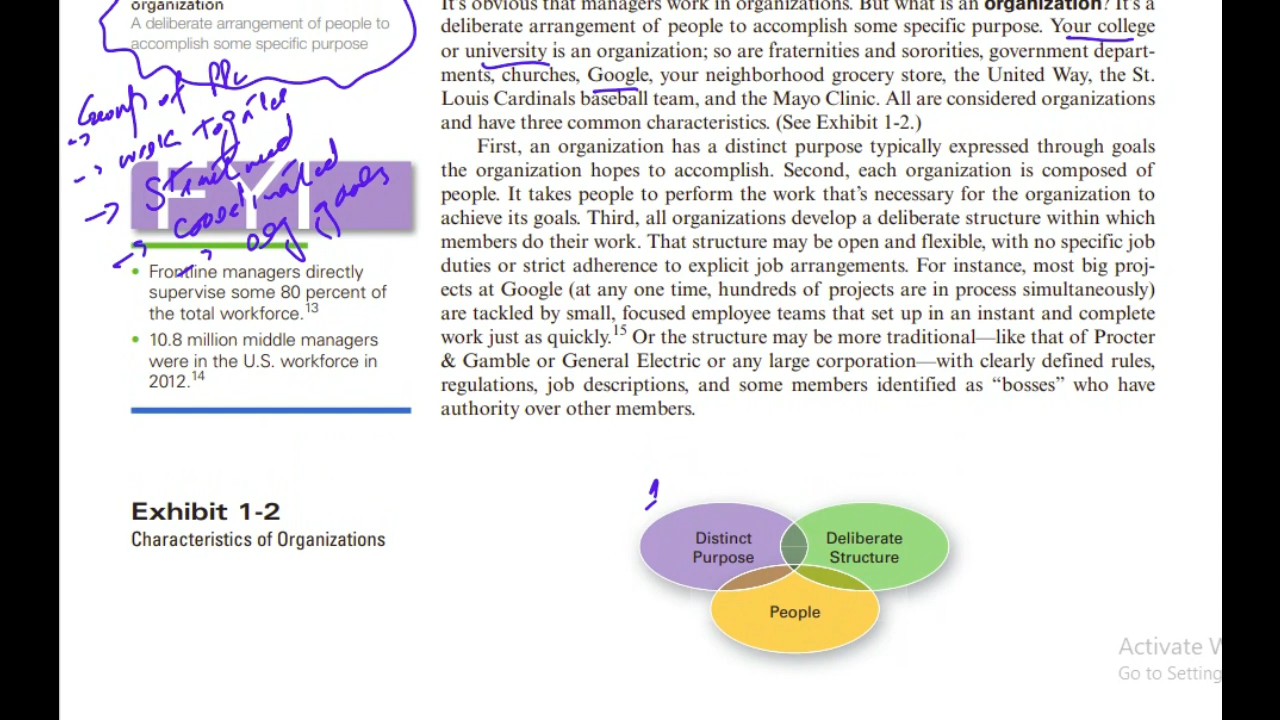 organization
A deliberate arrangement of people to
accomplish some specific purpose
Group of PPL
→ work together
→ Structured
→ coordinated
→ org goals
FYI
• Frontline managers directly
supervise some 80 percent of
the total workforce.13
• 10.8 million middle managers
were in the U.S. workforce in
2012.14
It's obvious that managers work in organizations. But what is an organization? It's a
deliberate arrangement of people to accomplish some specific purpose. Your college
or university is an organization; so are fraternities and sororities, government depart-
ments, churches, Google, your neighborhood grocery store, the United Way, the St.
Louis Cardinals baseball team, and the Mayo Clinic. All are considered organizations
and have three common characteristics. (See Exhibit 1-2.)
First, an organization has a distinct purpose typically expressed through goals
the organization hopes to accomplish. Second, each organization is composed of
people. It takes people to perform the work that's necessary for the organization to
achieve its goals. Third, all organizations develop a deliberate structure within which
members do their work. That structure may be open and flexible, with no specific job
duties or strict adherence to explicit job arrangements. For instance, most big proj-
ects at Google (at any one time, hundreds of projects are in process simultaneously)
are tackled by small, focused employee teams that set up in an instant and complete
work just as quickly.15 Or the structure may be more traditional—like that of Procter
& Gamble or General Electric or any large corporation—with clearly defined rules,
regulations, job descriptions, and some members identified as “bosses” who have
authority over other members.
Exhibit 1-2
Characteristics of Organizations
1
Distinct
Purpose
Deliberate
Structure
People
Activate W
Go to Setting